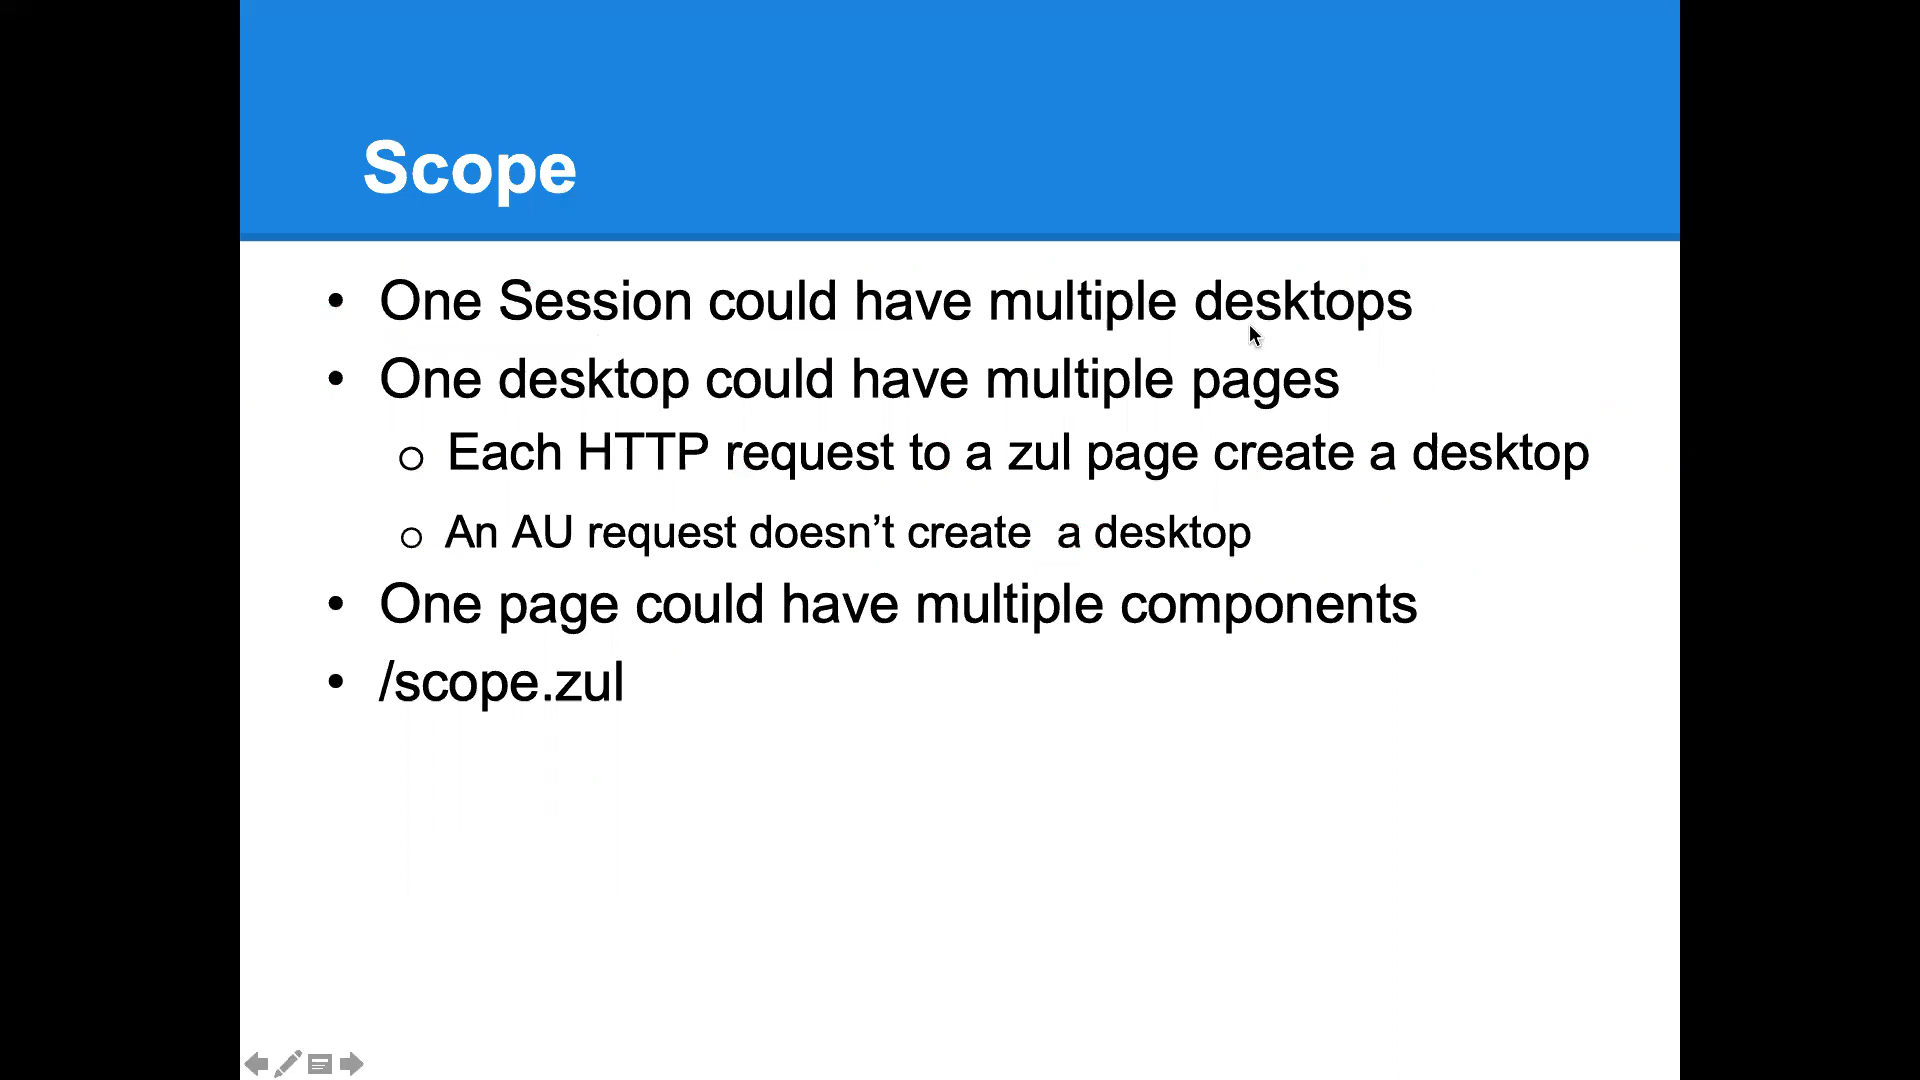 Scope
• One Session could have multiple desktops
• One desktop could have multiple pages
o Each HTTP request to a zul page create a desktop
o An AU request doesn’t create  a desktop
• One page could have multiple components
• /scope.zul